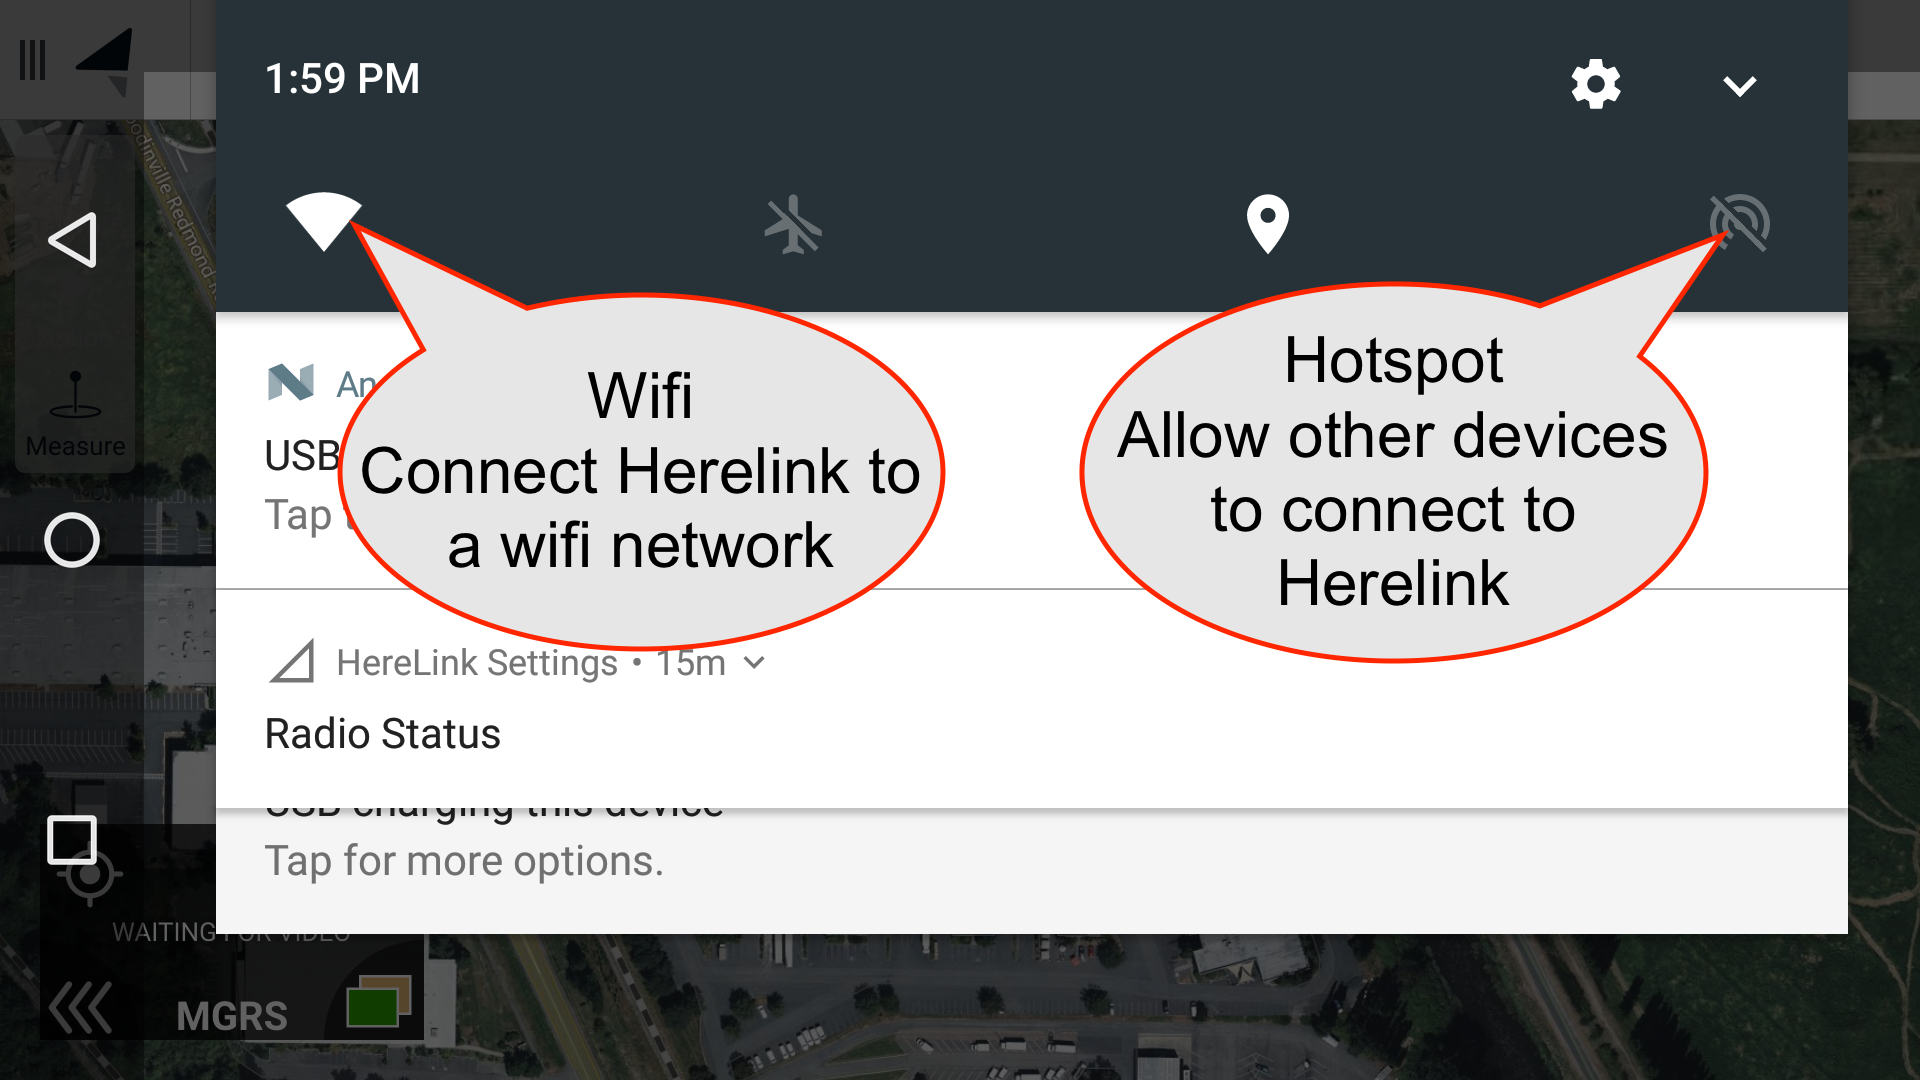 1:59 PM
An
USB
Tap
Wifi
Connect Herelink to
a wifi network
Hotspot
Allow other devices
to connect to
Herelink
HereLink Settings • 15m
Radio Status
USB charging this device
Tap for more options.
Measure
WAITING FOR VIDEO
MGRS